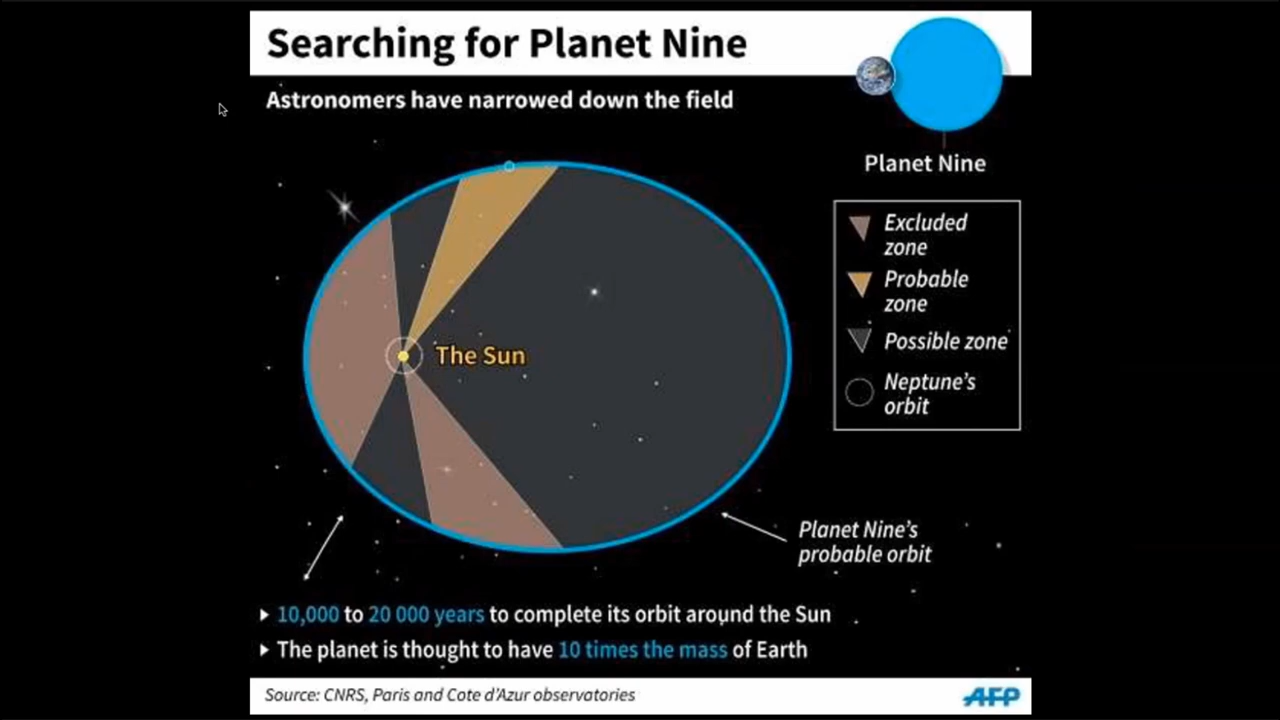 Searching for Planet Nine
Astronomers have narrowed down the field
Planet Nine
Excluded
zone
Probable
zone
Possible zone
Neptune's
orbit
The Sun
Planet Nine's
probable orbit
10,000 to 20 000 years to complete its orbit around the Sun
The planet is thought to have 10 times the mass of Earth
Source: CNRS, Paris and Cote d'Azur observatories
AFP